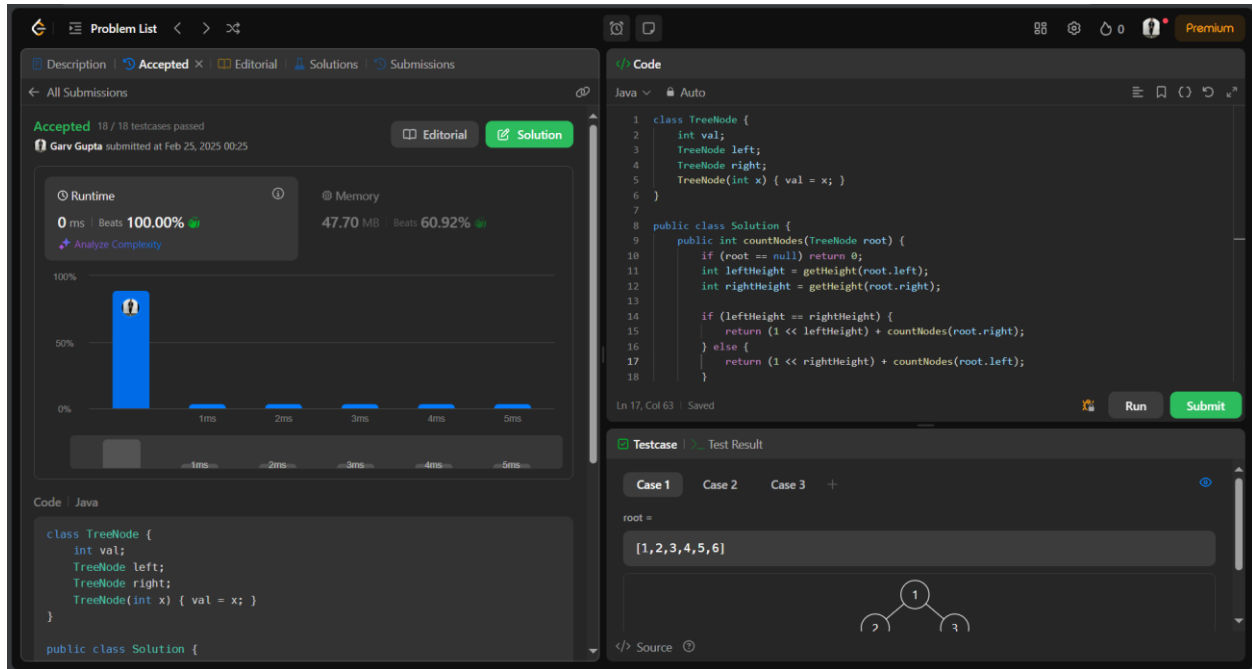 Problem List
0
Premium
Description
Accepted
Editorial
Solutions
Submissions
All Submissions
Accepted 18 / 18 testcases passed
Garv Gupta submitted at Feb 25, 2025 00:25
Editorial
Solution
Runtime
0 ms | Beats 100.00%
Analyze Complexity
Memory
47.70 MB | Beats 60.92%
100%
50%
0%
1ms 2ms 3ms 4ms 5ms
1ms 2ms 3ms 4ms 5ms
Code | Java
class TreeNode {
int val;
TreeNode left;
TreeNode right;
TreeNode(int x) { val = x; }
}
public class Solution {
</> Code
Java
Auto
1 class TreeNode {
2 int val;
3 TreeNode left;
4 TreeNode right;
5 TreeNode(int x) { val = x; }
6 }
7
8 public class Solution {
9 public int countNodes(TreeNode root) {
10 if (root == null) return 0;
11 int leftHeight = getHeight(root.left);
12 int rightHeight = getHeight(root.right);
13
14 if (leftHeight == rightHeight) {
15 return (1 << leftHeight) + countNodes(root.right);
16 } else {
17 return (1 << rightHeight) + countNodes(root.left);
18 }
Ln 17, Col 63 | Saved
Run
Submit
Testcase
Test Result
Case 1
Case 2
Case 3
+
root =
[1,2,3,4,5,6]
1
2 3
</> Source